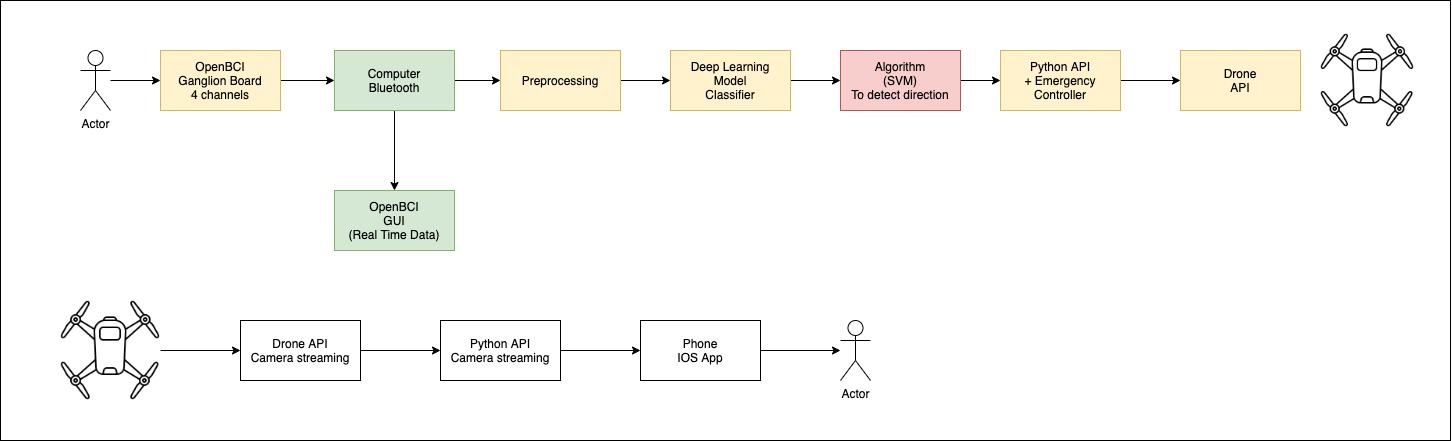 Actor
OpenBCI
Ganglion Board
4 channels
Computer
Bluetooth
Preprocessing
Deep Learning
Model
Classifier
Algorithm
(SVM)
To detect direction
Python API
+ Emergency
Controller
Drone
API
OpenBCI
GUI
(Real Time Data)
Drone API
Camera streaming
Python API
Camera streaming
Phone
IOS App
Actor